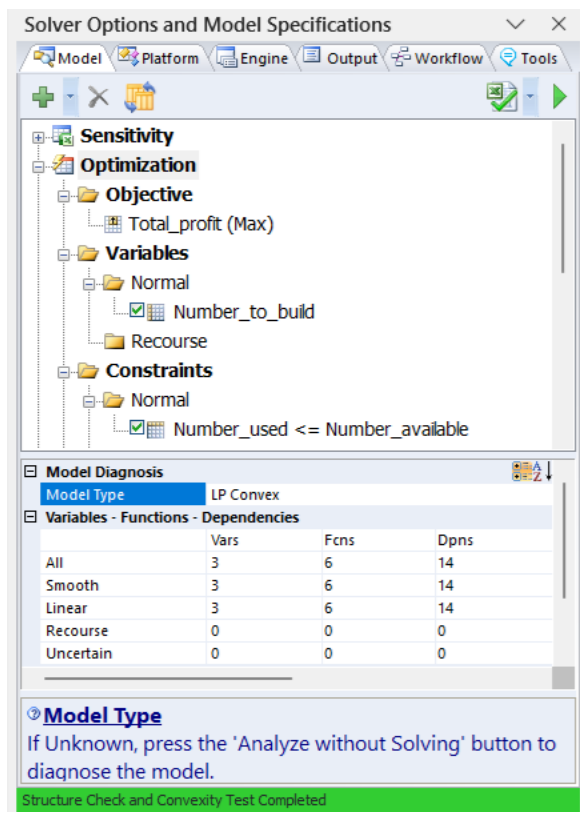 Solver Options and Model Specifications
Model Platform Engine Output Workflow Tools
Sensitivity
Optimization
Objective
Total_profit (Max)
Variables
Normal
Number_to_build
Recourse
Constraints
Normal
Number_used <= Number_available
Model Diagnosis
Model Type LP Convex
Variables - Functions - Dependencies
Vars Fcns Dpns
All 3 6 14
Smooth 3 6 14
Linear 3 6 14
Recourse 0 0 0
Uncertain 0 0 0
Model Type
If Unknown, press the 'Analyze without Solving' button to
diagnose the model.
Structure Check and Convexity Test Completed